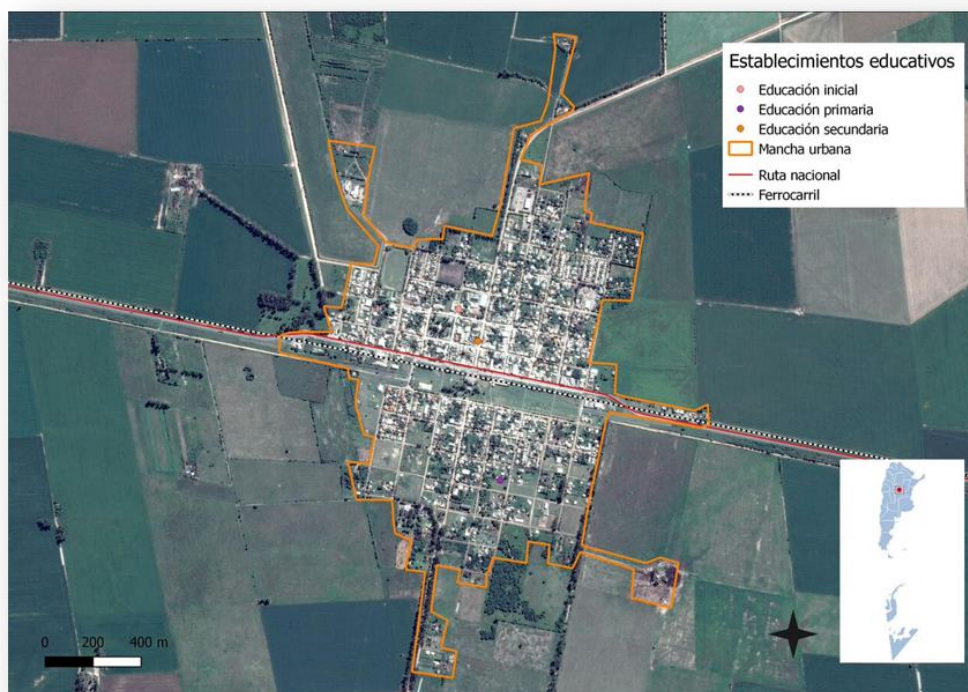 Establecimientos educativos
Educación inicial
Educación primaria
Educación secundaria
Mancha urbana
Ruta nacional
Ferrocarril
0 200 400 m